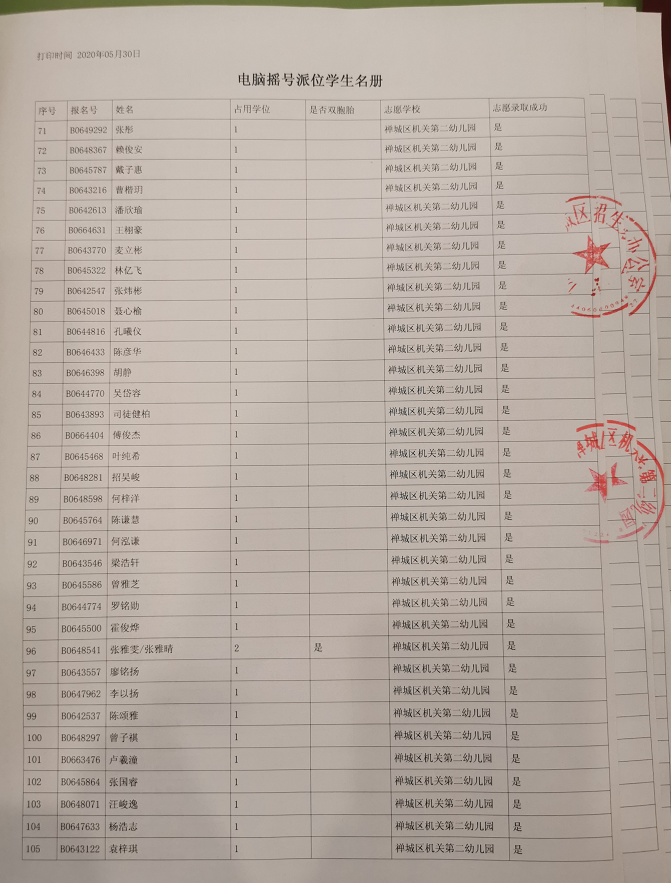 打印时间 2020年05月30日
电脑摇号派位学生名册
序号 报名号 姓名 占用学位 是否双胞胎 志愿学校 志愿录取成功
71 B0649292 张彤 1 禅城区机关第二幼儿园 是
72 B0648367 赖俊安 1 禅城区机关第二幼儿园 是
73 B0645787 戴子惠 1 禅城区机关第二幼儿园 是
74 B0643216 曹楷玥 1 禅城区机关第二幼儿园 是
75 B0642613 潘欣瑜 1 禅城区机关第二幼儿园 是
76 B0664631 王栩豪 1 禅城区机关第二幼儿园 是
77 B0643770 麦立彬 1 禅城区机关第二幼儿园 是
78 B0645322 林亿飞 1 禅城区机关第二幼儿园 是
79 B0642547 张炜彬 1 禅城区机关第二幼儿园 是
80 B0645018 聂心榆 1 禅城区机关第二幼儿园 是
81 B0644816 孔曦仪 1 禅城区机关第二幼儿园 是
82 B0646433 陈彦华 1 禅城区机关第二幼儿园 是
83 B0646398 胡静 1 禅城区机关第二幼儿园 是
84 B0644770 吴岱容 1 禅城区机关第二幼儿园 是
85 B0643893 司徒健柏 1 禅城区机关第二幼儿园 是
86 B0664404 傅俊杰 1 禅城区机关第二幼儿园 是
87 B0645468 叶纯希 1 禅城区机关第二幼儿园 是
88 B0648281 招昊峻 1 禅城区机关第二幼儿园 是
89 B0648598 何梓洋 1 禅城区机关第二幼儿园 是
90 B0645764 陈谦慧 1 禅城区机关第二幼儿园 是
91 B0646971 何泓谦 1 禅城区机关第二幼儿园 是
92 B0643546 梁浩轩 1 禅城区机关第二幼儿园 是
93 B0645586 曾雅芝 1 禅城区机关第二幼儿园 是
94 B0644774 罗铭勋 1 禅城区机关第二幼儿园 是
95 B0645500 霍俊烨 1 禅城区机关第二幼儿园 是
96 B0648541 张雅雯/张雅晴 2 是 禅城区机关第二幼儿园 是
97 B0643557 廖铭扬 1 禅城区机关第二幼儿园 是
98 B0647962 李以扬 1 禅城区机关第二幼儿园 是
99 B0642537 陈颂雅 1 禅城区机关第二幼儿园 是
100 B0648297 曾子祺 1 禅城区机关第二幼儿园 是
101 B0663476 卢羲潼 1 禅城区机关第二幼儿园 是
102 B0645864 张国睿 1 禅城区机关第二幼儿园 是
103 B0648071 汪峻逸 1 禅城区机关第二幼儿园 是
104 B0647633 杨浩志 1 禅城区机关第二幼儿园 是
105 B0643122 袁梓琪 1 禅城区机关第二幼儿园 是
区招生办公室
城区机关第二幼